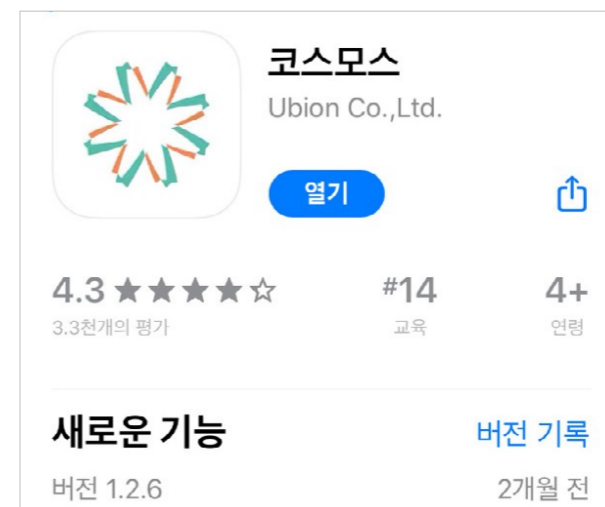 코스모스
Ubion Co.,Ltd.
열기
4.3 ★★★★☆ #14 4+
3.3천개의 평가 교육 연령
새로운 기능 버전 기록
버전 1.2.6 2개월 전